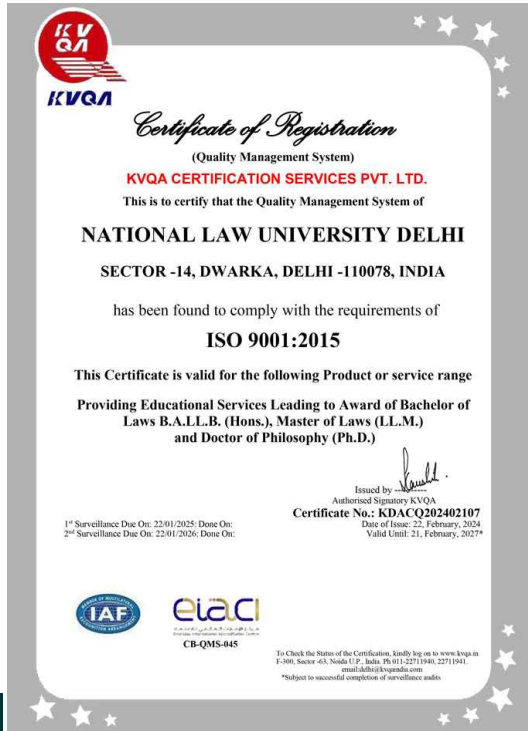 KV
QA
KVQA
Certificate of Registration
(Quality Management System)
KVQA CERTIFICATION SERVICES PVT. LTD.
This is to certify that the Quality Management System of
NATIONAL LAW UNIVERSITY DELHI
SECTOR -14, DWARKA, DELHI -110078, INDIA
has been found to comply with the requirements of
ISO 9001:2015
This Certificate is valid for the following Product or service range
Providing Educational Services Leading to Award of Bachelor of
Laws B.A.LL.B. (Hons.), Master of Laws (LL.M.)
and Doctor of Philosophy (Ph.D.)
Issued by
Authorised Signatory KVQA
Certificate No.: KDACQ202402107
Date of Issue: 22, February, 2024
Valid Until: 21, February, 2027*
1st Surveillance Due On: 22/01/2025: Done On:
2nd Surveillance Due On: 22/01/2026: Done On:
IAF
eiaci
CB-QMS-045
To Check the Status of the Certification, kindly log on to www.kvqa.in
F-300, Sector -63, Noida U.P., India. Ph 011-22711940, 22711941.
email:delhi@kvqaindia.com
*Subject to successful completion of surveillance audits